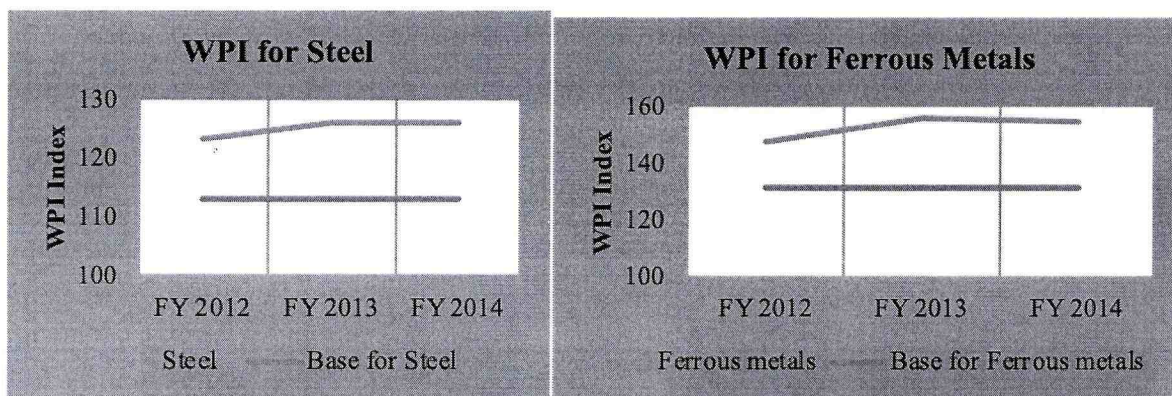 WPI for Steel
WPI Index
130
120
110
100
FY 2012 FY 2013 FY 2014
Steel Base for Steel
WPI for Ferrous Metals
WPI Index
160
140
120
100
FY 2012 FY 2013 FY 2014
Ferrous metals Base for Ferrous metals